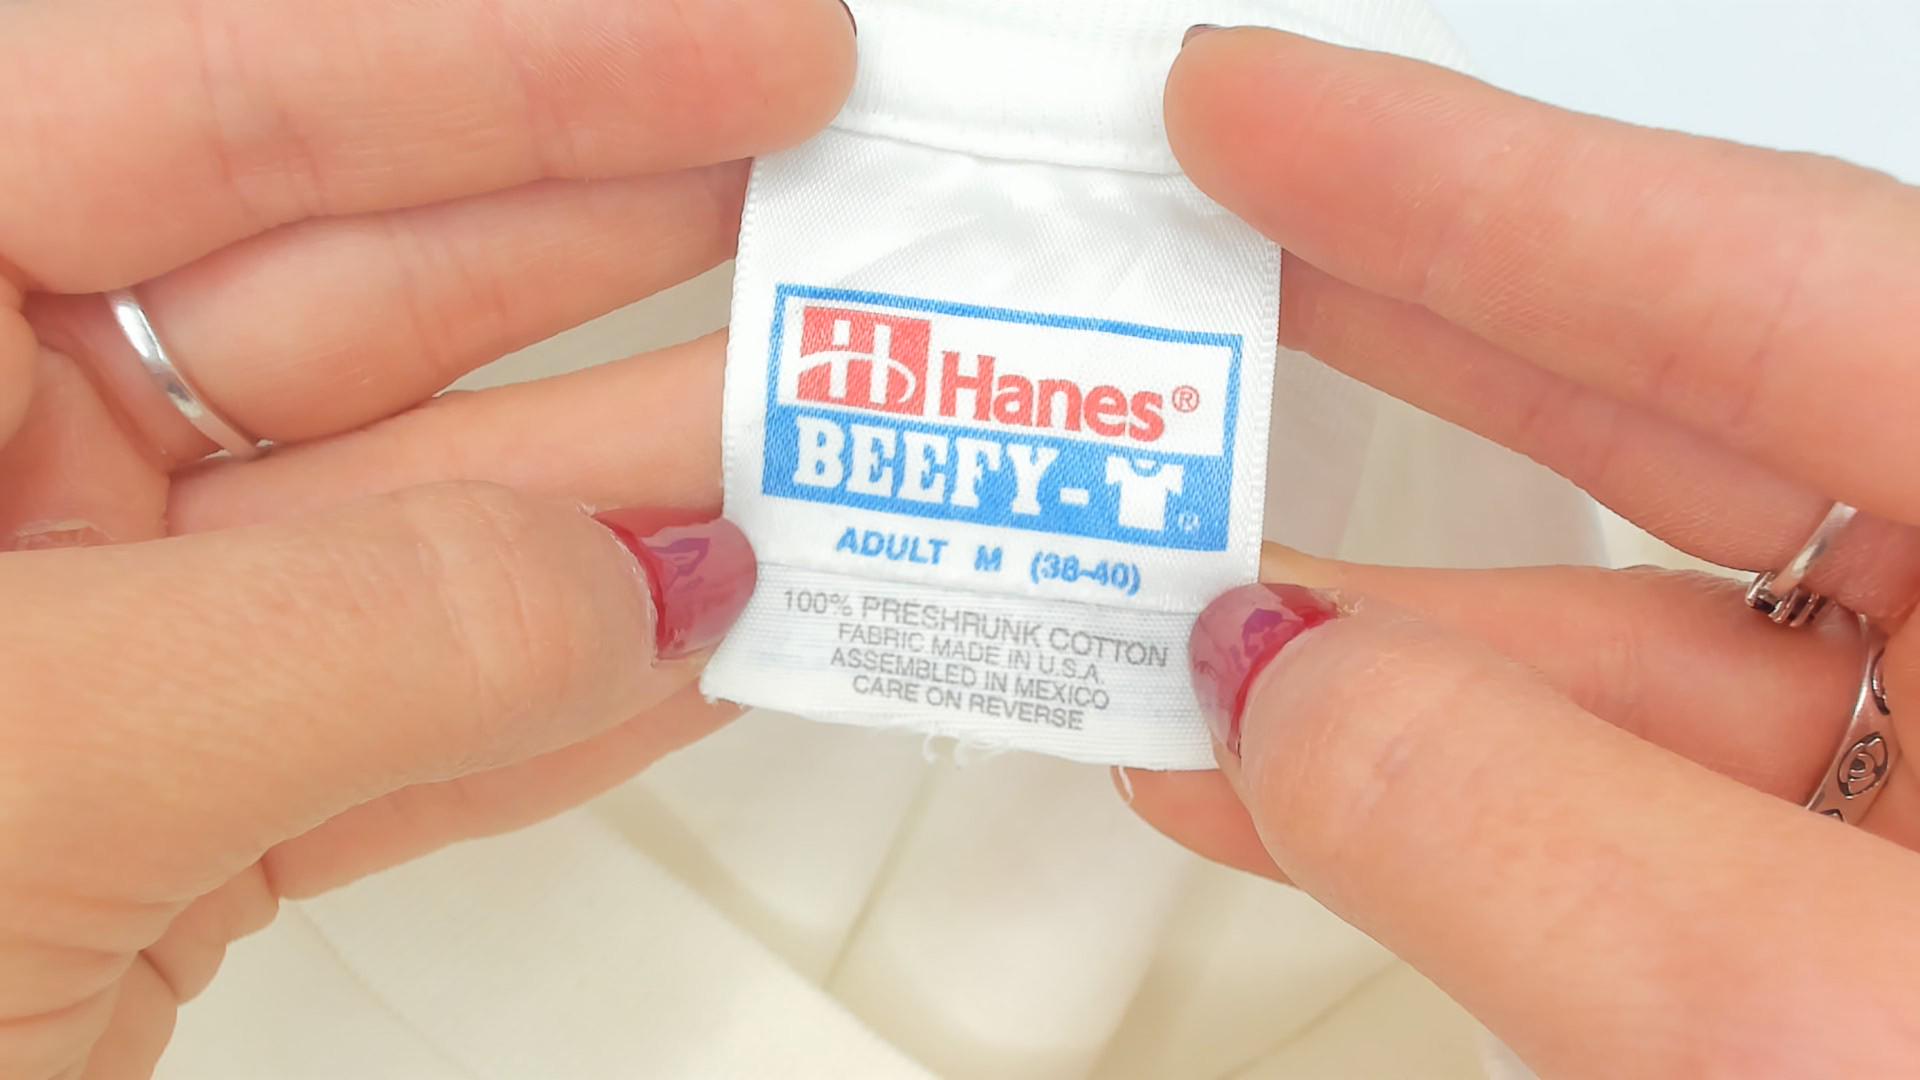 Hanes®
BEEFY-T®
ADULT M (38-40)
100% PRESHRUNK COTTON
FABRIC MADE IN U.S.A.
ASSEMBLED IN MEXICO
CARE ON REVERSE